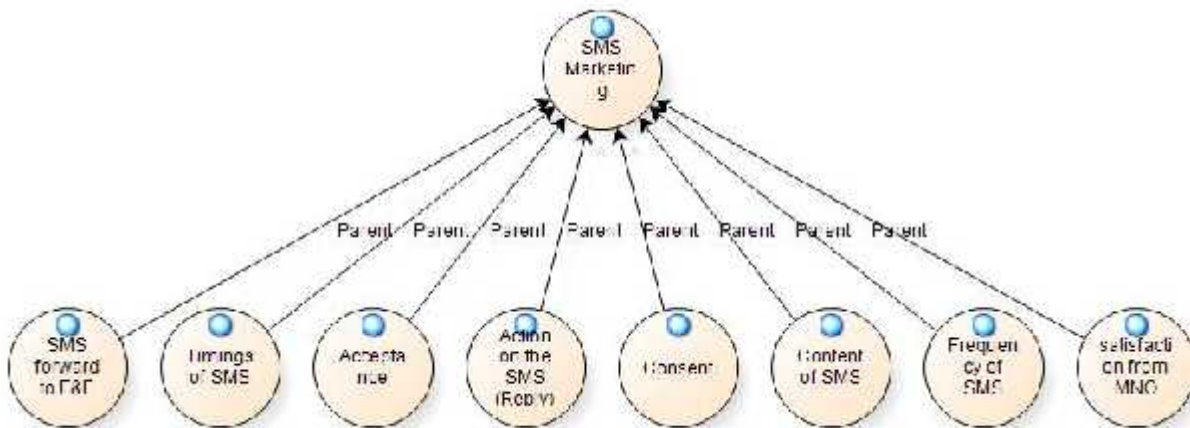 SMS
Marketin
g
Parent Parent Parent Parent Parent Parent Parent Parent
SMS
forward
to F&F
Timings
of SMS
Accepta
nce
Action
on the
SMS
(Reply)
Consent
Content
of SMS
Frequen
cy of
SMS
satisfacti
on from
MNO